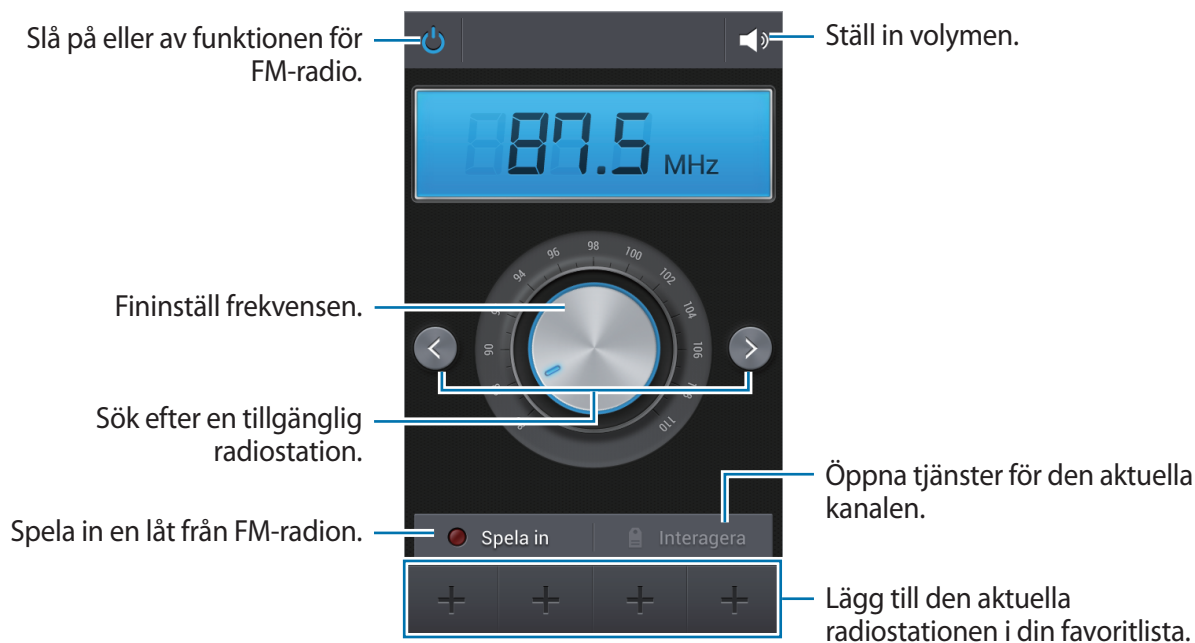 Slå på eller av funktionen för
FM-radio.
Ställ in volymen.
87.5 MHz
94
96
98
100
102
104
Fininställ frekvensen.
90
106
Sök efter en tillgänglig
radiostation.
110
Öppna tjänster för den aktuella
kanalen.
Spela in en låt från FM-radion.
Spela in
Interagera
Lägg till den aktuella
radiostationen i din favoritlista.